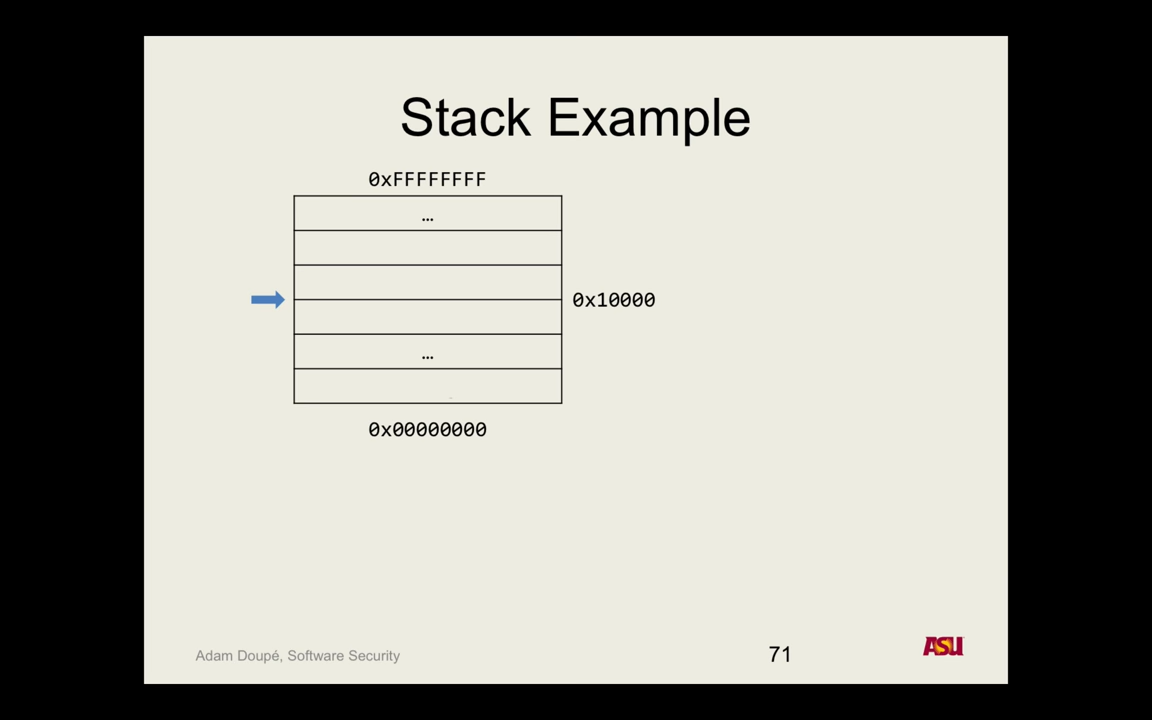 Stack Example
0xFFFFFFFF
…
0x10000
…
0x00000000
Adam Doupé, Software Security
71
ASU